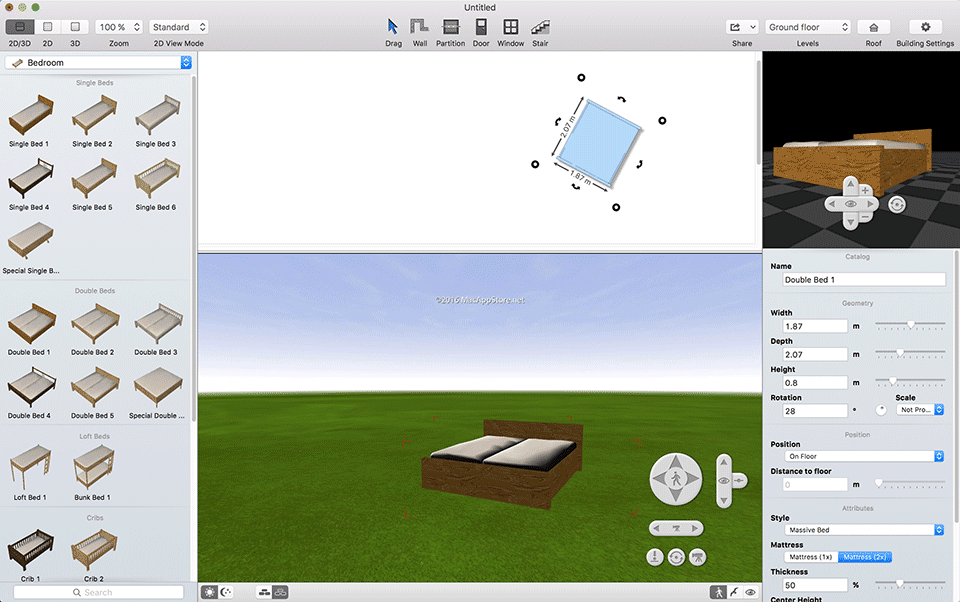 Untitled
100 %
Standard
Ground floor
2D/3D 2D 3D Zoom 2D View Mode
Drag Wall Partition Door Window Stair
Share Levels Roof Building Settings
Bedroom
Single Beds
Single Bed 1 Single Bed 2 Single Bed 3
Single Bed 4 Single Bed 5 Single Bed 6
Special Single B...
Double Beds
Double Bed 1 Double Bed 2 Double Bed 3
Double Bed 4 Double Bed 5 Special Double ...
Loft Beds
Loft Bed 1 Bunk Bed 1
Cribs
Crib 1 Crib 2
Search
2.07 m
1.87 m
©2016 MacAppStore.net
Catalog
Name
Double Bed 1
Geometry
Width
1.87 m
Depth
2.07 m
Height
0.8 m
Rotation Scale
28 ° Not Pro...
Position
Position
On Floor
Distance to floor
0 m
Attributes
Style
Massive Bed
Mattress
Mattress (1x) Mattress (2x)
Thickness
50 %
Center Height